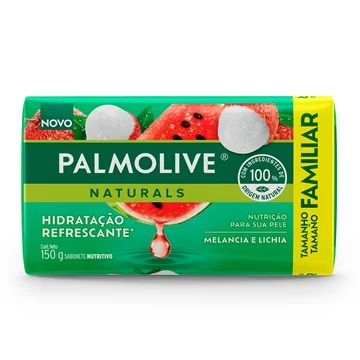 NOVO
PALMOLIVE®
NATURALS
COM INGREDIENTES DE ORIGEM NATURAL
100%
HIDRATAÇÃO
REFRESCANTE*
Cont. Neto
150 g SABONETE NUTRITIVO
NUTRIÇÃO
PARA SUA PELE
MELANCIA E LICHIA
TAMANHO
TAMAÑO
FAMILIAR